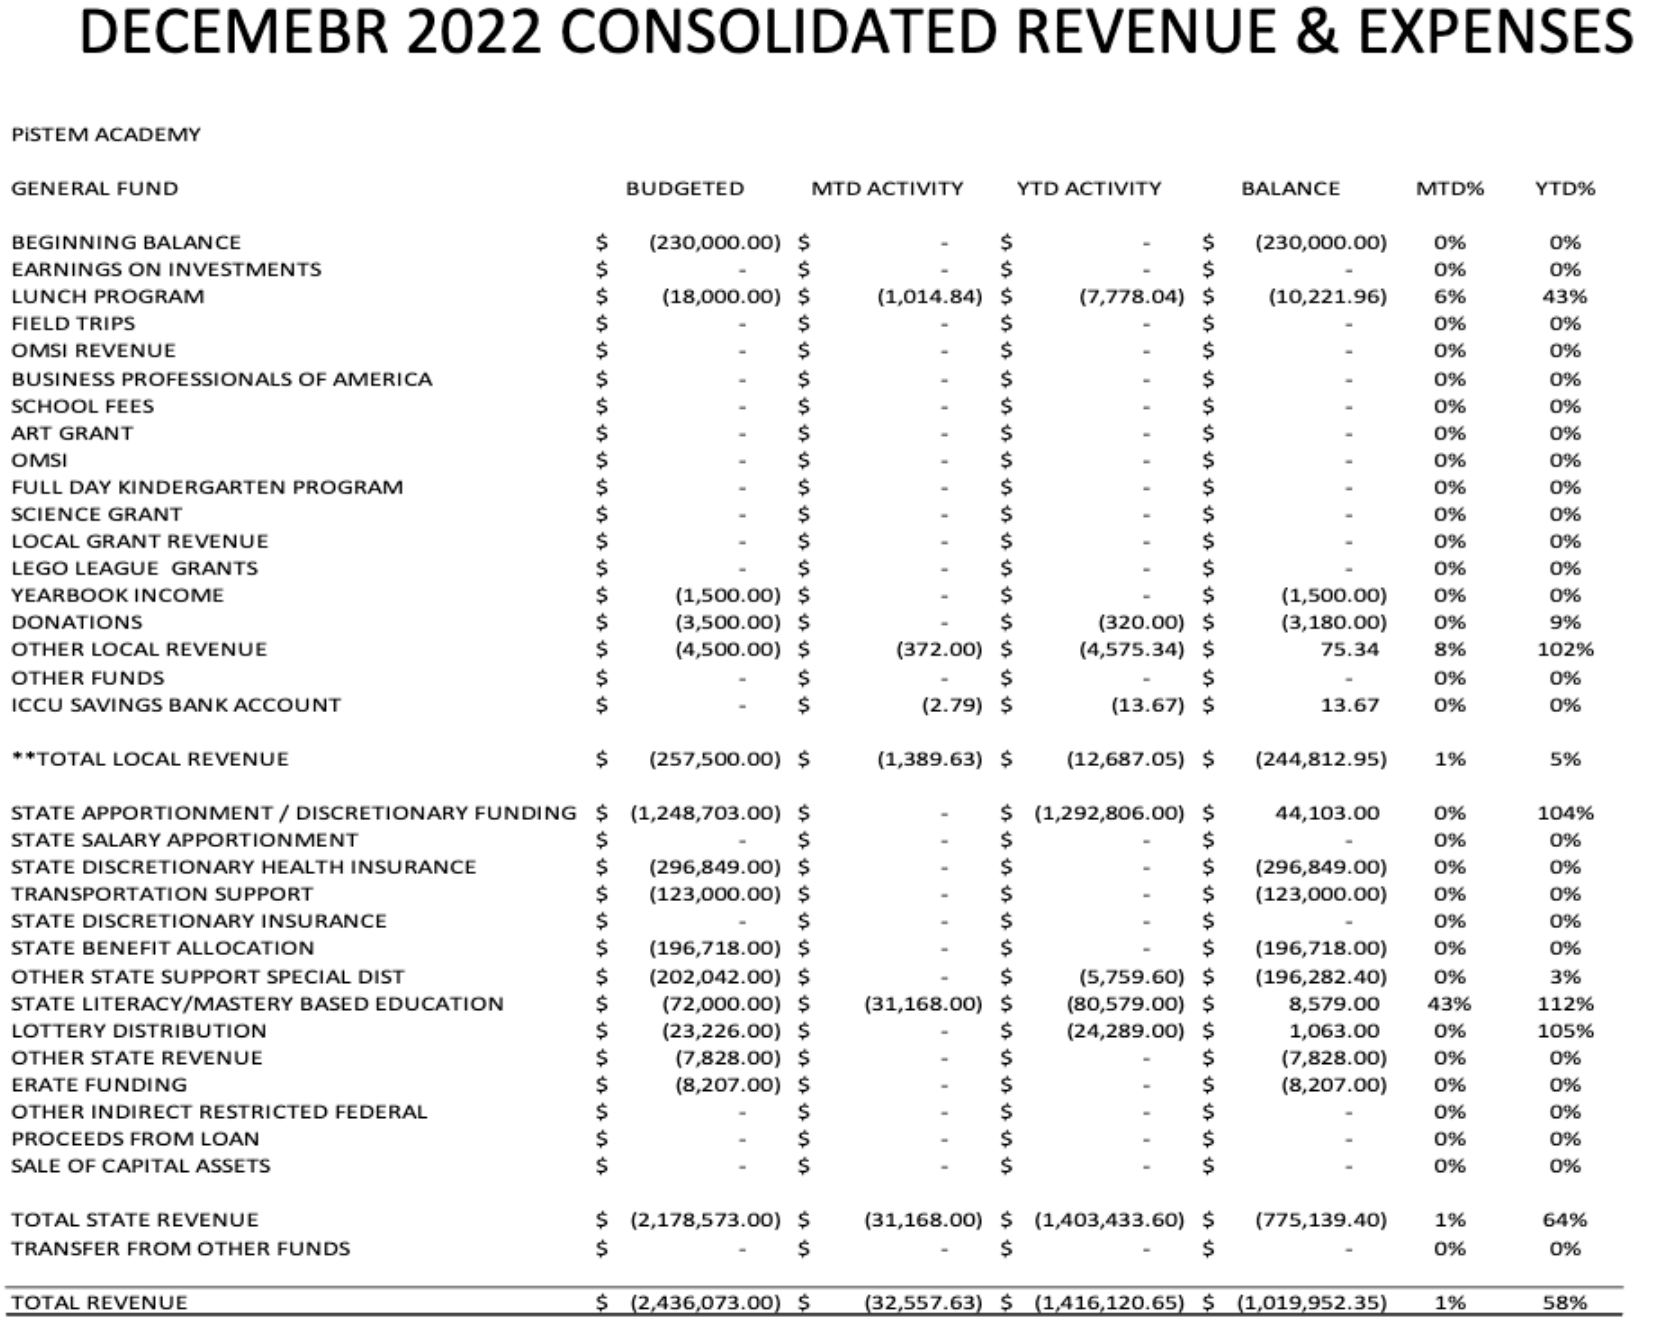 DECEMEBR 2022 CONSOLIDATED REVENUE & EXPENSES
PiSTEM ACADEMY
GENERAL FUND BUDGETED MTD ACTIVITY YTD ACTIVITY BALANCE MTD% YTD%
BEGINNING BALANCE $ (230,000.00) $ - $ - $ (230,000.00) 0% 0%
EARNINGS ON INVESTMENTS $ - $ - $ - $ - 0% 0%
LUNCH PROGRAM $ (18,000.00) $ (1,014.84) $ (7,778.04) $ (10,221.96) 6% 43%
FIELD TRIPS $ - $ - $ - $ - 0% 0%
OMSI REVENUE $ - $ - $ - $ - 0% 0%
BUSINESS PROFESSIONALS OF AMERICA $ - $ - $ - $ - 0% 0%
SCHOOL FEES $ - $ - $ - $ - 0% 0%
ART GRANT $ - $ - $ - $ - 0% 0%
OMSI $ - $ - $ - $ - 0% 0%
FULL DAY KINDERGARTEN PROGRAM $ - $ - $ - $ - 0% 0%
SCIENCE GRANT $ - $ - $ - $ - 0% 0%
LOCAL GRANT REVENUE $ - $ - $ - $ - 0% 0%
LEGO LEAGUE GRANTS $ - $ - $ - $ - 0% 0%
YEARBOOK INCOME $ (1,500.00) $ - $ - $ (1,500.00) 0% 0%
DONATIONS $ (3,500.00) $ - $ (320.00) $ (3,180.00) 0% 9%
OTHER LOCAL REVENUE $ (4,500.00) $ (372.00) $ (4,575.34) $ 75.34 8% 102%
OTHER FUNDS $ - $ - $ - $ - 0% 0%
ICCU SAVINGS BANK ACCOUNT $ - $ (2.79) $ (13.67) $ 13.67 0% 0%
**TOTAL LOCAL REVENUE $ (257,500.00) $ (1,389.63) $ (12,687.05) $ (244,812.95) 1% 5%
STATE APPORTIONMENT / DISCRETIONARY FUNDING $ (1,248,703.00) $ - $ (1,292,806.00) $ 44,103.00 0% 104%
STATE SALARY APPORTIONMENT $ - $ - $ - $ - 0% 0%
STATE DISCRETIONARY HEALTH INSURANCE $ (296,849.00) $ - $ - $ (296,849.00) 0% 0%
TRANSPORTATION SUPPORT $ (123,000.00) $ - $ - $ (123,000.00) 0% 0%
STATE DISCRETIONARY INSURANCE $ - $ - $ - $ - 0% 0%
STATE BENEFIT ALLOCATION $ (196,718.00) $ - $ - $ (196,718.00) 0% 0%
OTHER STATE SUPPORT SPECIAL DIST $ (202,042.00) $ - $ (5,759.60) $ (196,282.40) 0% 3%
STATE LITERACY/MASTERY BASED EDUCATION $ (72,000.00) $ (31,168.00) $ (80,579.00) $ 8,579.00 43% 112%
LOTTERY DISTRIBUTION $ (23,226.00) $ - $ (24,289.00) $ 1,063.00 0% 105%
OTHER STATE REVENUE $ (7,828.00) $ - $ - $ (7,828.00) 0% 0%
ERATE FUNDING $ (8,207.00) $ - $ - $ (8,207.00) 0% 0%
OTHER INDIRECT RESTRICTED FEDERAL $ - $ - $ - $ - 0% 0%
PROCEEDS FROM LOAN $ - $ - $ - $ - 0% 0%
SALE OF CAPITAL ASSETS $ - $ - $ - $ - 0% 0%
TOTAL STATE REVENUE $ (2,178,573.00) $ (31,168.00) $ (1,403,433.60) $ (775,139.40) 1% 64%
TRANSFER FROM OTHER FUNDS $ - $ - $ - $ - 0% 0%
TOTAL REVENUE $ (2,436,073.00) $ (32,557.63) $ (1,416,120.65) $ (1,019,952.35) 1% 58%